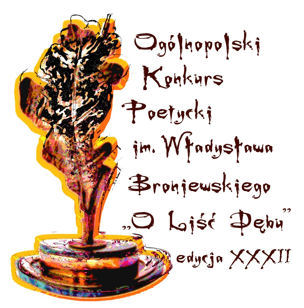 Ogólnopolski
Konkurs
Poetycki
im. Władysława
Broniewskiego
„O Liść Dębu”
edycja XXXII